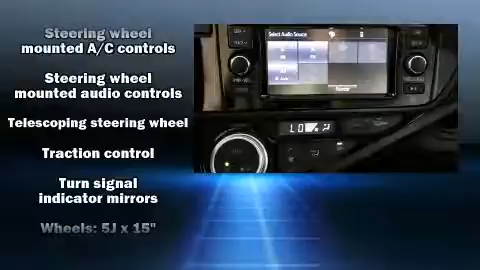 Steering wheel
mounted A/C controls
Steering wheel
mounted audio controls
Telescoping steering wheel
Traction control
Turn signal
indicator mirrors
Wheels: 5J x 15"
Select Audio Source
LO